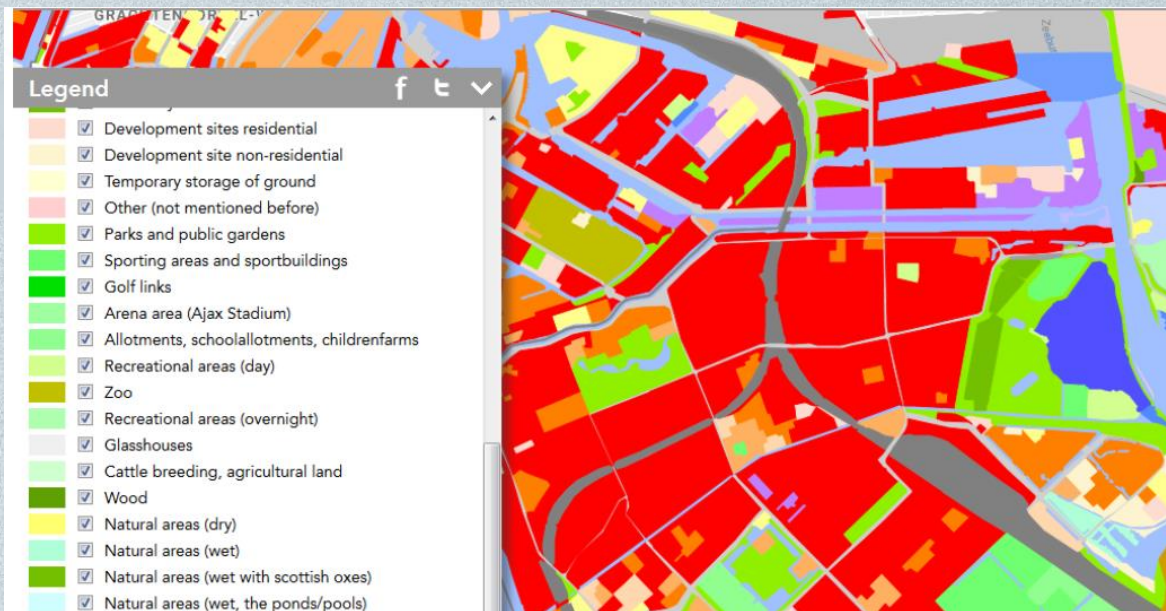 Legend
Development sites residential
Development site non-residential
Temporary storage of ground
Other (not mentioned before)
Parks and public gardens
Sporting areas and sportbuildings
Golf links
Arena area (Ajax Stadium)
Allotments, schoolallotments, childrenfarms
Recreational areas (day)
Zoo
Recreational areas (overnight)
Glasshouses
Cattle breeding, agricultural land
Wood
Natural areas (dry)
Natural areas (wet)
Natural areas (wet with scottish oxes)
Natural areas (wet, the ponds/pools)